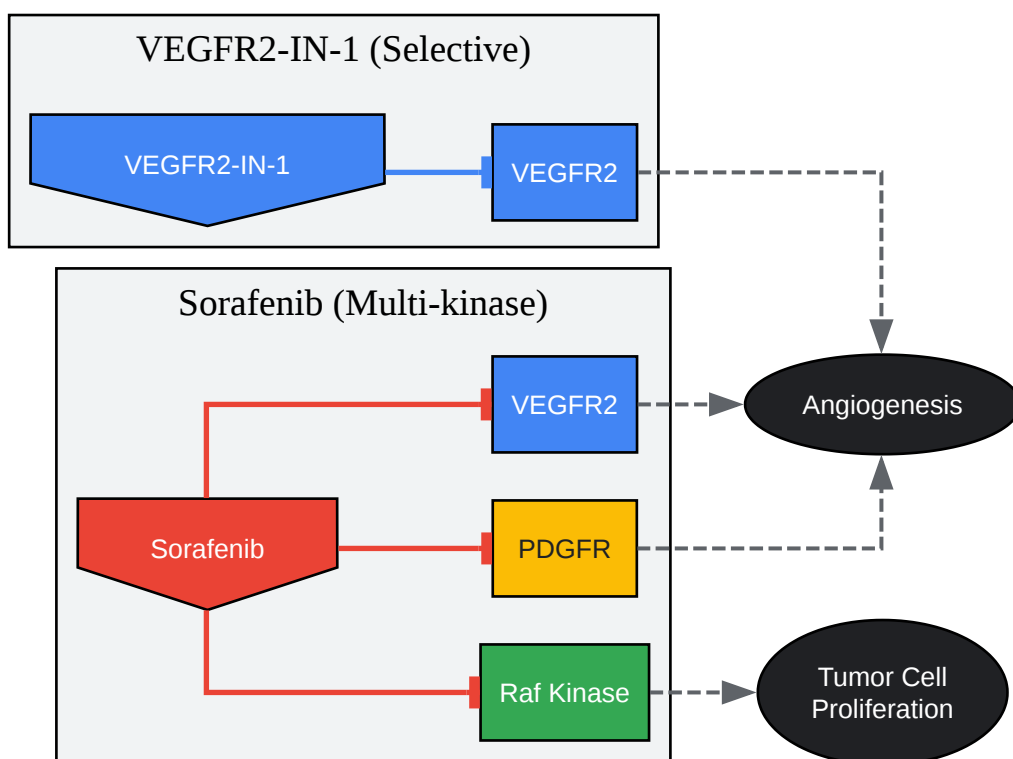 VEGFR2-IN-1 (Selective)
VEGFR2-IN-1
VEGFR2
Sorafenib (Multi-kinase)
VEGFR2
Angiogenesis
Sorafenib
PDGFR
Raf Kinase
Tumor Cell
Proliferation